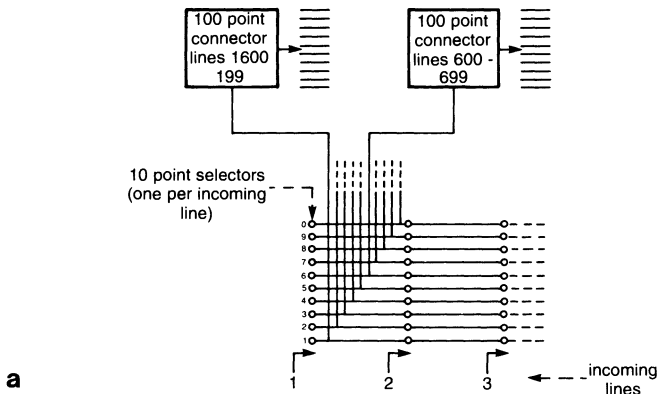 100 point
connector
lines 1600
199
100 point
connector
lines 600 -
699
10 point selectors
(one per incoming
line)
0
9
8
7
6
5
4
3
2
1
1
2
3
incoming
lines
a